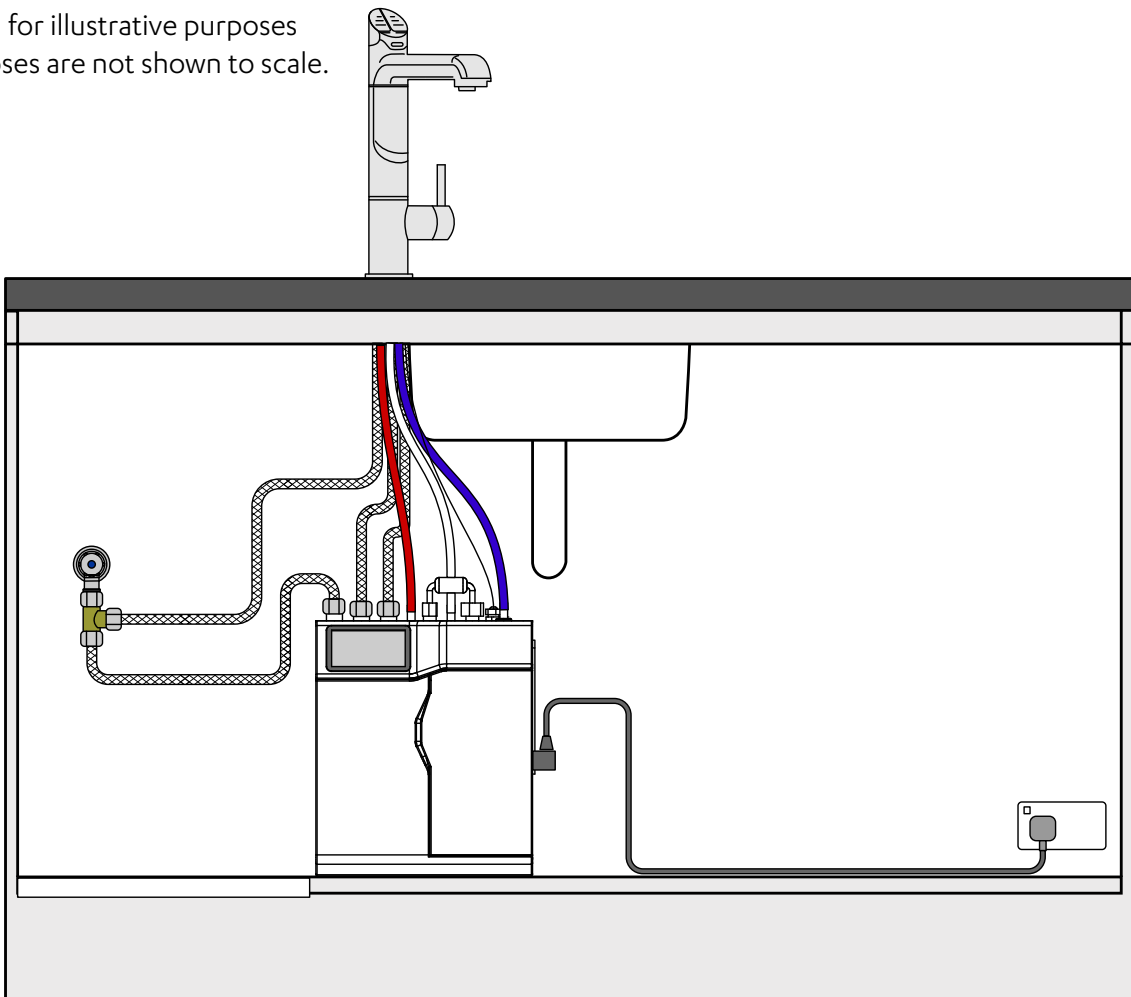 for illustrative purposes
ses are not shown to scale.